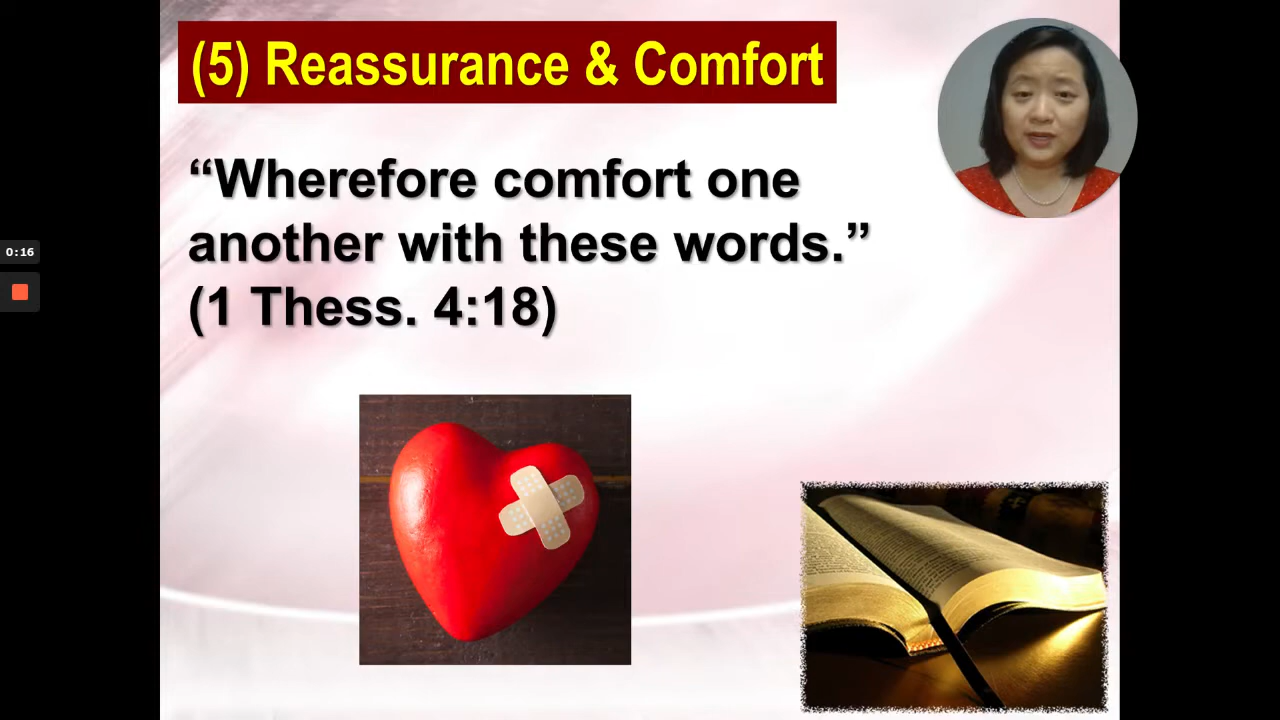 (5) Reassurance & Comfort
“Wherefore comfort one
another with these words.”
(1 Thess. 4:18)
0:16